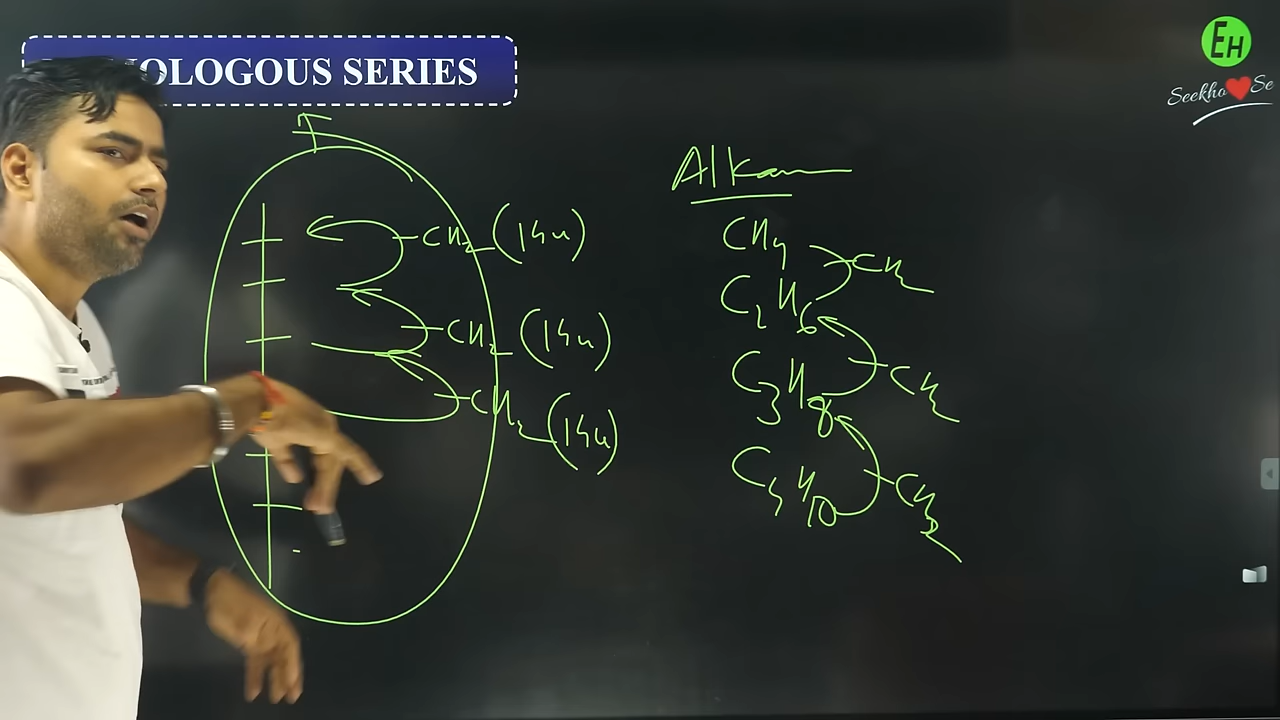 OLOGOUS SERIES
EH
Seekho ❤ Se
CH₂ (14u)
CH₂ (14u)
CH₂ (14u)
Alkane
CH₄
CH₂
C₂H₆
CH₂
C₃H₈
CH₂
C₄H₁₀